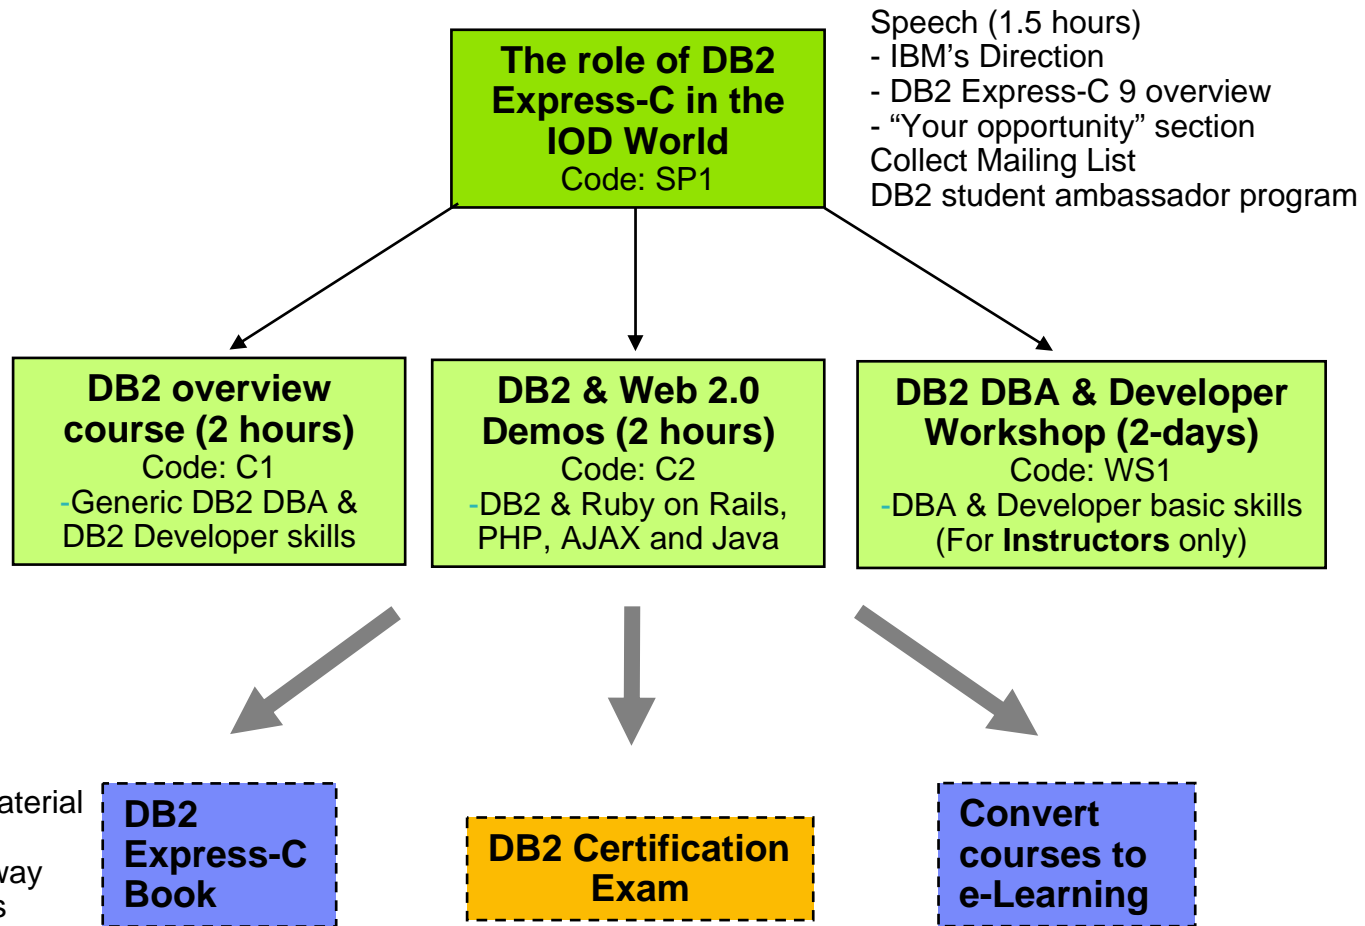 The role of DB2
Express-C in the
IOD World
Code: SP1
Speech (1.5 hours)
- IBM's Direction
- DB2 Express-C 9 overview
- “Your opportunity” section
Collect Mailing List
DB2 student ambassador program
DB2 overview
course (2 hours)
Code: C1
-Generic DB2 DBA &
DB2 Developer skills
DB2 & Web 2.0
Demos (2 hours)
Code: C2
-DB2 & Ruby on Rails,
PHP, AJAX and Java
DB2 DBA & Developer
Workshop (2-days)
Code: WS1
-DBA & Developer basic skills
(For Instructors only)
DB2
Express-C
Book
DB2 Certification
Exam
Convert
courses to
e-Learning